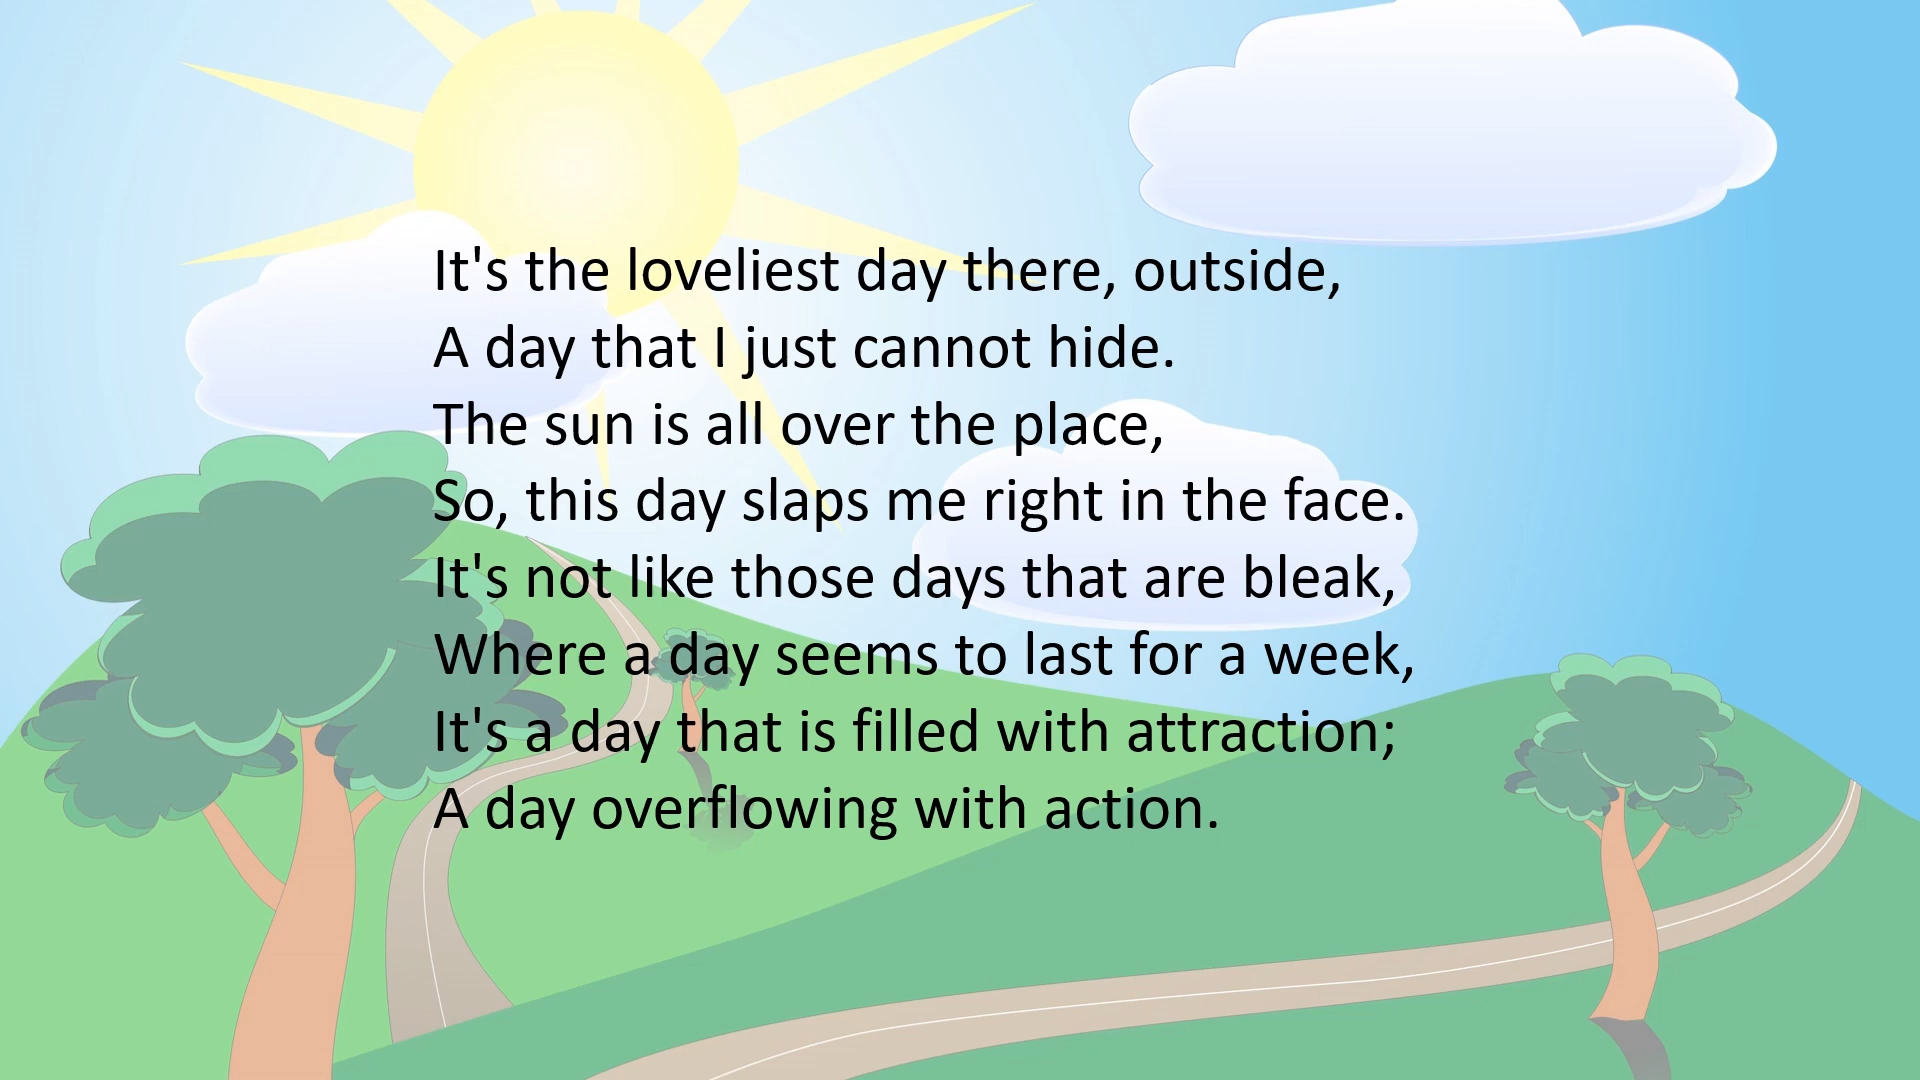 It's the loveliest day there, outside,
A day that I just cannot hide.
The sun is all over the place,
So, this day slaps me right in the face.
It's not like those days that are bleak,
Where a day seems to last for a week,
It's a day that is filled with attraction;
A day overflowing with action.